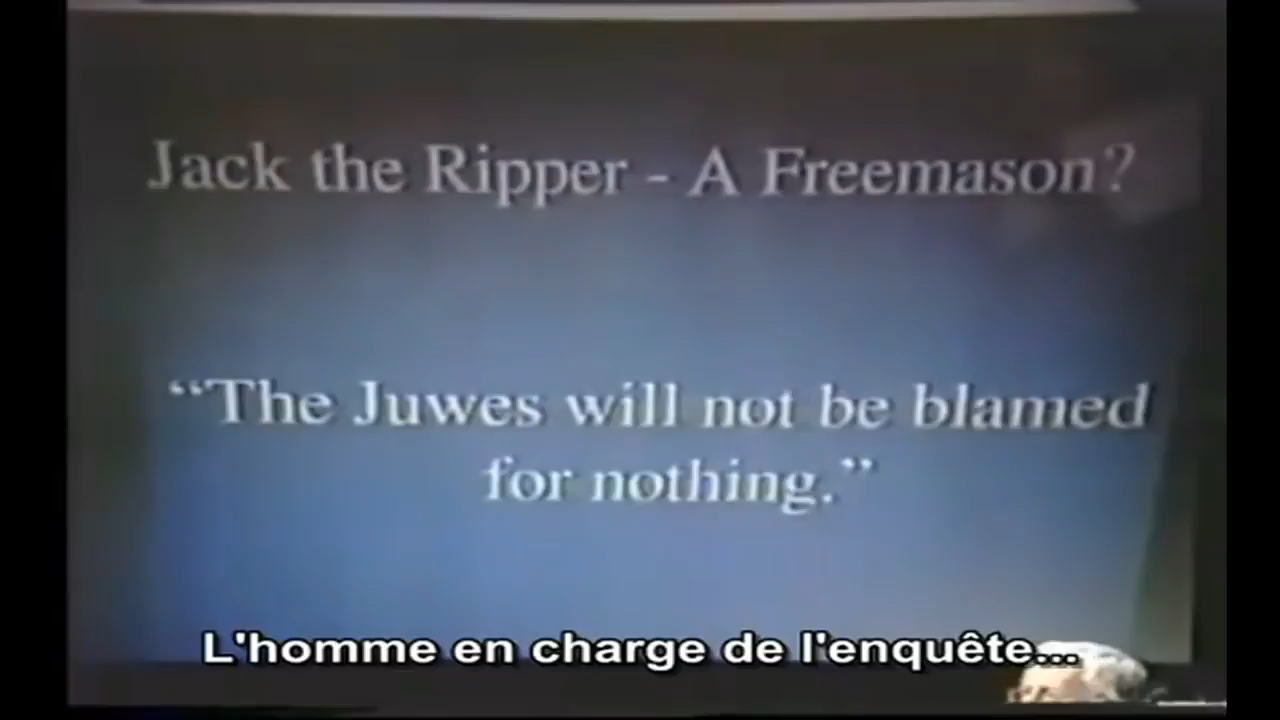 Jack the Ripper - A Freemason?
“The Juwes will not be blamed
for nothing.”
L'homme en charge de l'enquête...